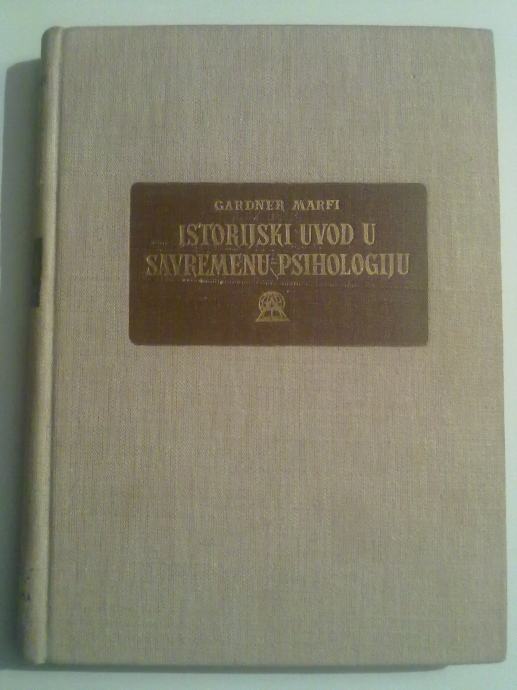 GARDNER MARFI
ISTORIJSKI UVOD U
SAVREMENU PSIHOLOGIJU